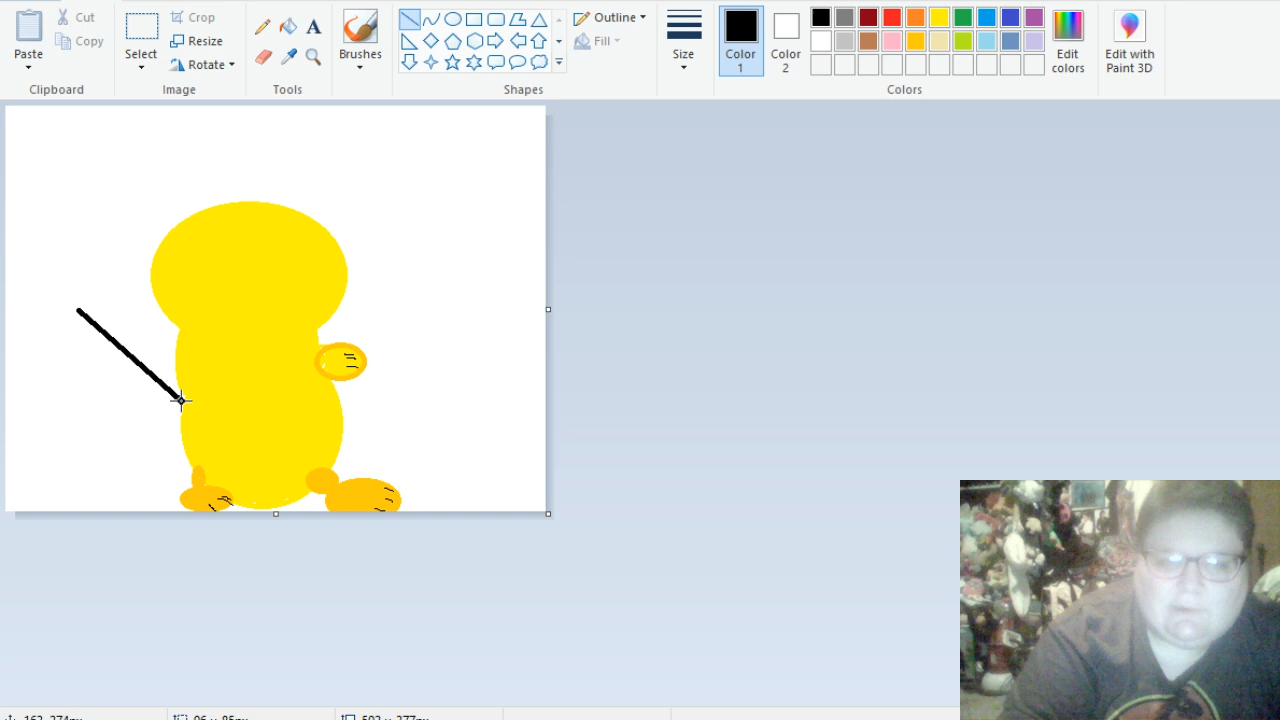 Paste
Cut
Copy
Clipboard
Select
Crop
Resize
Rotate
Image
A
Tools
Brushes
Outline
Fill
Shapes
Size
Color 1
Color 2
Edit colors
Colors
Edit with Paint 3D